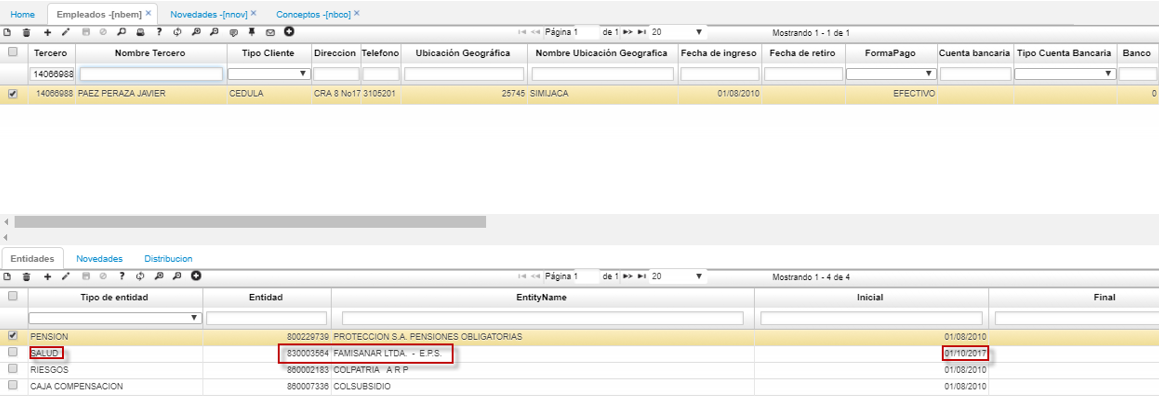 Home Empleados -[nbem] × Novedades -[nnov] × Conceptos -[nbco] ×
Página 1 de 1 20 Mostrando 1 - 1 de 1
Tercero Nombre Tercero Tipo Cliente Direccion Telefono Ubicación Geográfica Nombre Ubicación Geografica Fecha de ingreso Fecha de retiro FormaPago Cuenta bancaria Tipo Cuenta Bancaria Banco
14066988
14066988 PAEZ PERAZA JAVIER CEDULA CRA 8 No17 3105201 25745 SIMIJACA 01/08/2010 EFECTIVO 0
Entidades Novedades Distribucion
Página 1 de 1 20 Mostrando 1 - 4 de 4
Tipo de entidad Entidad EntityName Inicial Final
PENSION 800229739 PROTECCION S.A. PENSIONES OBLIGATORIAS 01/08/2010
SALUD 830003564 FAMISANAR LTDA. - E.P.S. 01/10/2017
RIESGOS 860002183 COLPATRIA A R P 01/08/2010
CAJA COMPENSACION 860007336 COLSUBSIDIO 01/08/2010